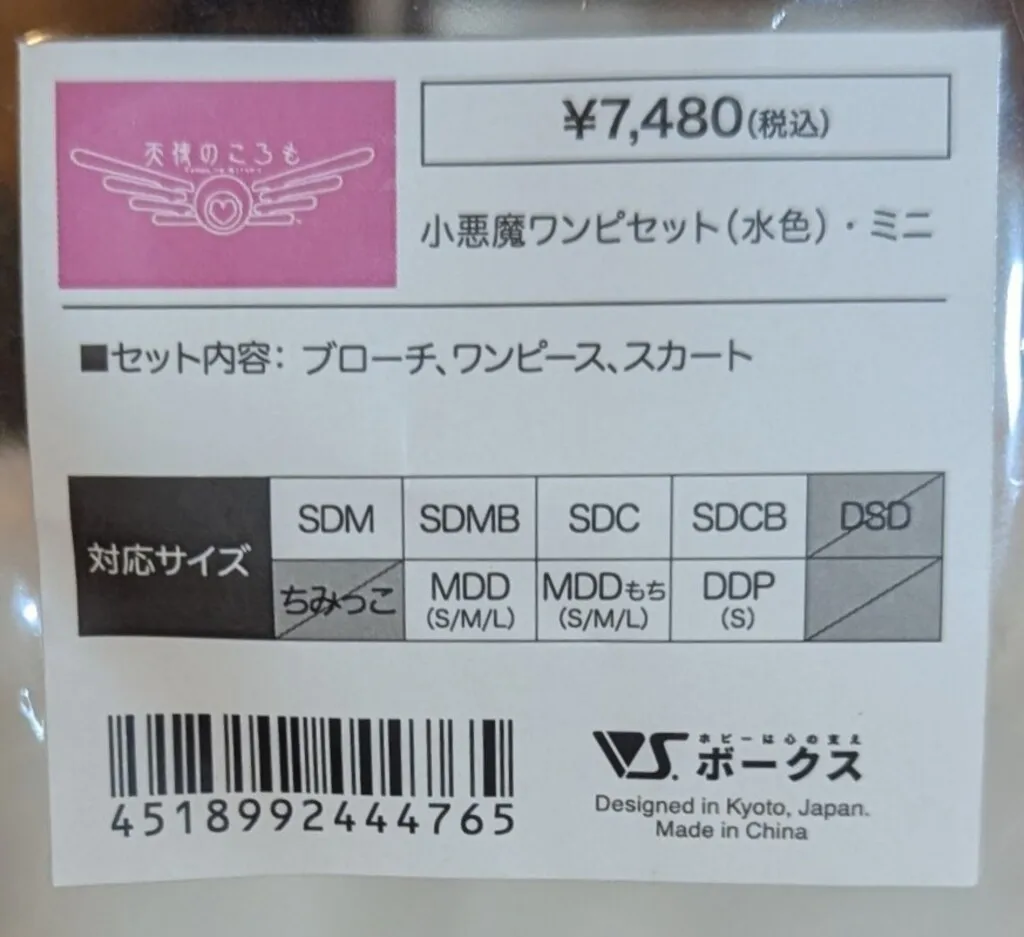 天使のころも
¥7,480(税込)
小悪魔ワンピセット(水色)・ミニ
■セット内容: ブローチ、ワンピース、スカート
対応サイズ
SDM SDMB SDC SDCB DSD
ちみっこ MDD (S/M/L) MDDもち (S/M/L) DDP (S)
4518992444765
VS. ホビーは心の支え
ボークス
Designed in Kyoto, Japan.
Made in China